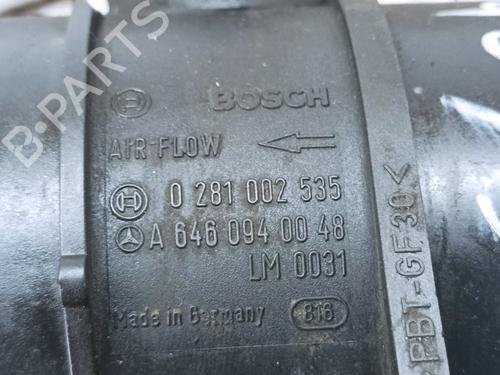 BOSCH
AIR FLOW
0 281 002 535
A 646 094 00 48
LM 0031
Made in Germany 818
>PBT-GF30<
B-PARTS